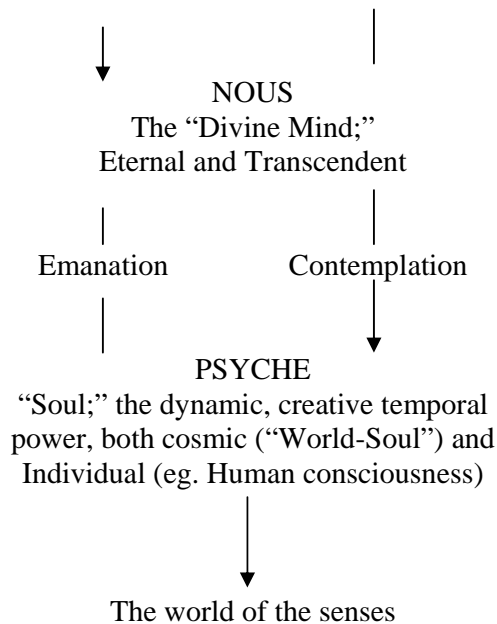 NOUS
The “Divine Mind;”
Eternal and Transcendent
Emanation Contemplation
PSYCHE
“Soul;” the dynamic, creative temporal
power, both cosmic (“World-Soul”) and
Individual (eg. Human consciousness)
The world of the senses